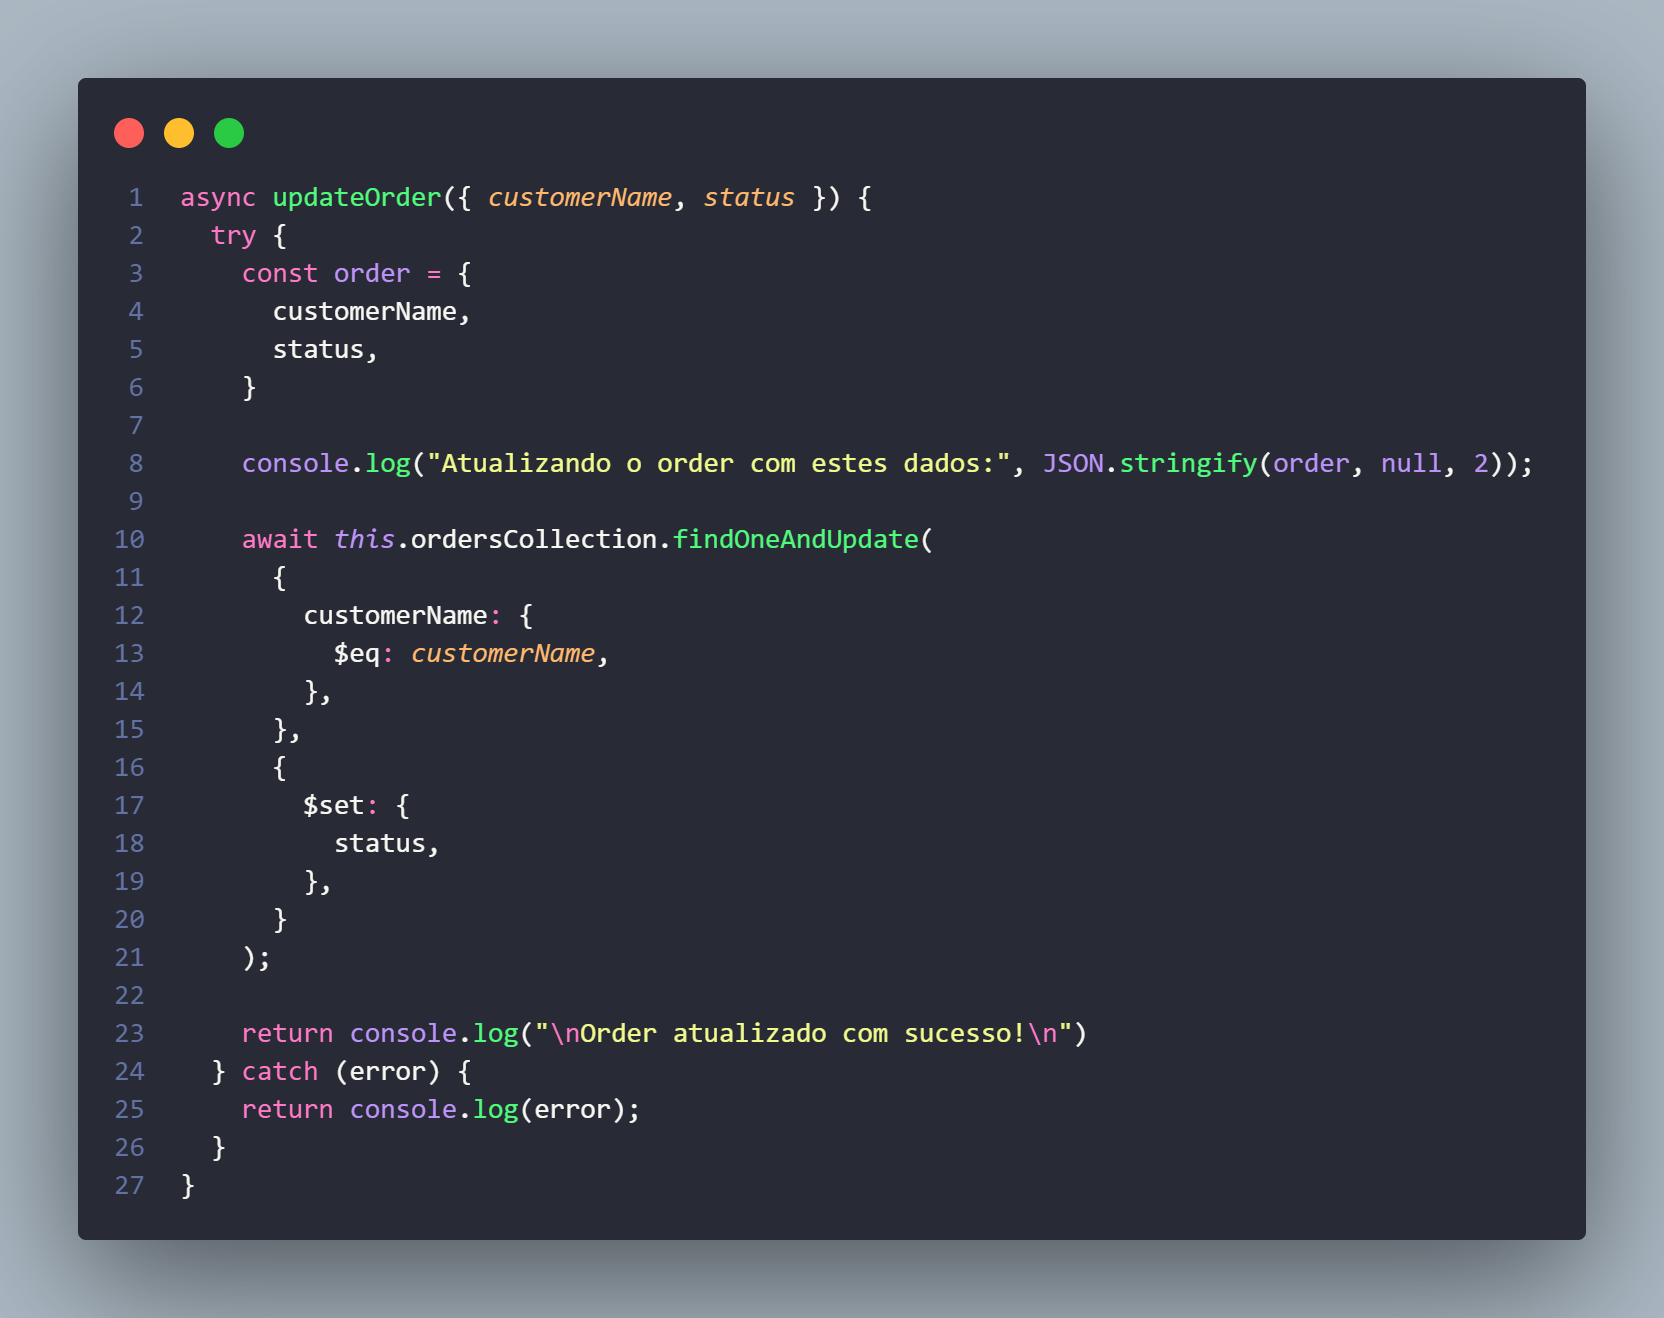 1 async updateOrder({ customerName, status }) {
2   try {
3     const order = {
4       customerName,
5       status,
6     }
7
8     console.log("Atualizando o order com estes dados:", JSON.stringify(order, null, 2));
9
10     await this.ordersCollection.findOneAndUpdate(
11       {
12         customerName: {
13           $eq: customerName,
14         },
15       },
16       {
17         $set: {
18           status,
19         },
20       }
21     );
22
23     return console.log("\nOrder atualizado com sucesso!\n")
24   } catch (error) {
25     return console.log(error);
26   }
27 }